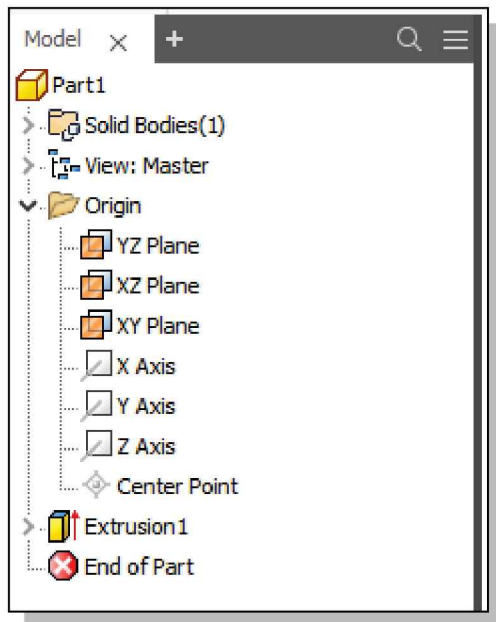 Model
Part1
Solid Bodies(1)
View: Master
Origin
YZ Plane
XZ Plane
XY Plane
X Axis
Y Axis
Z Axis
Center Point
Extrusion1
End of Part